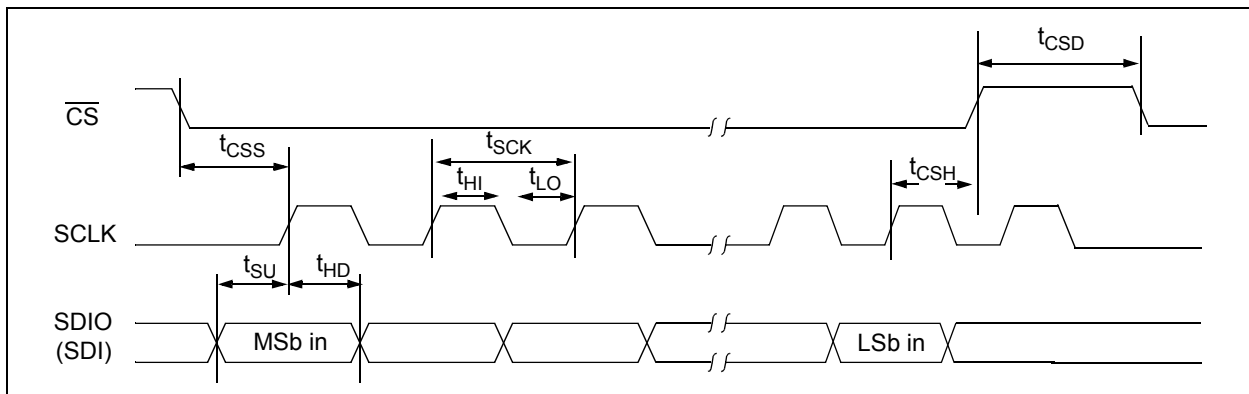 tCSD
CS
tCSS
tSCK
tHI
tLO
tCSH
SCLK
tSU
tHD
SDIO
(SDI)
MSb in
LSb in